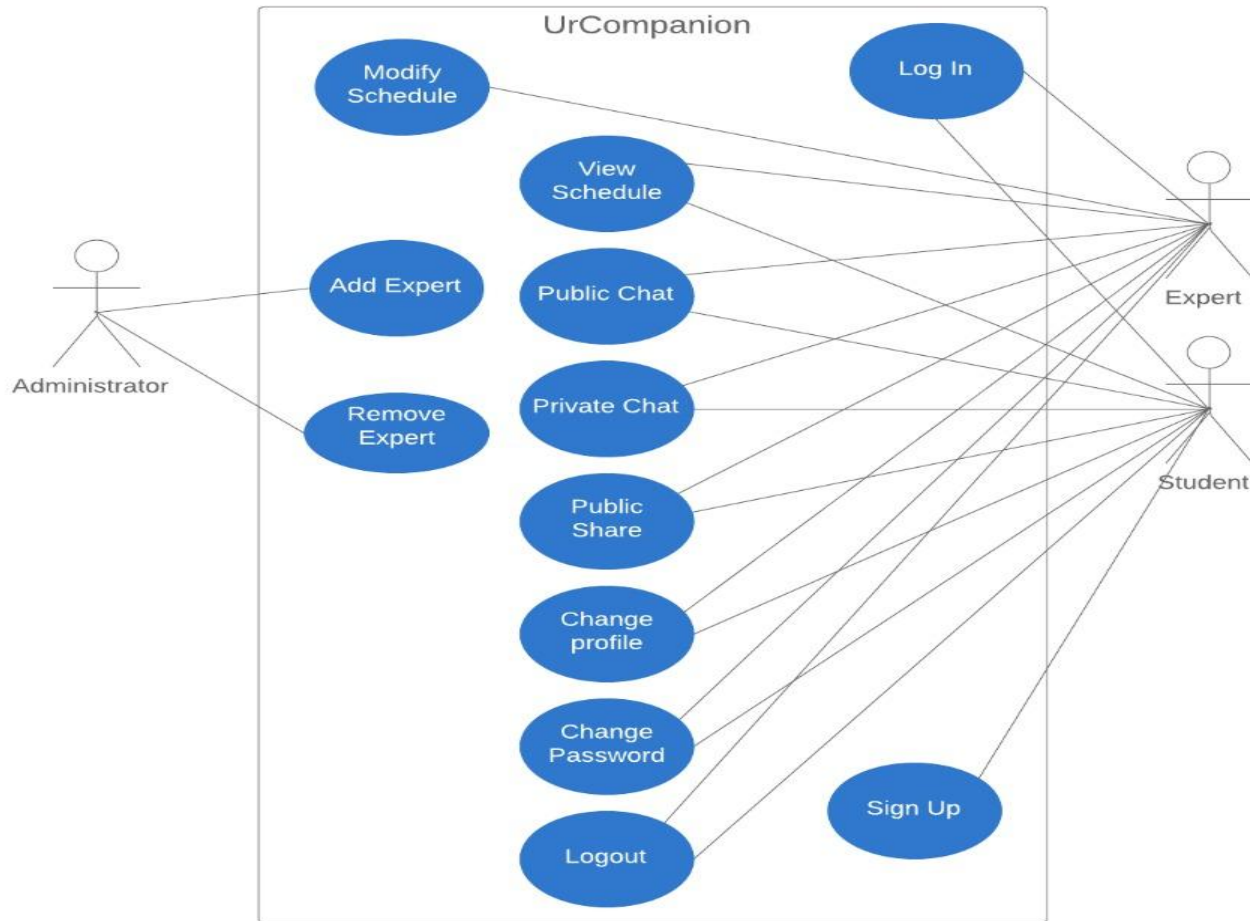 UrCompanion
Modify
Schedule
Log In
View
Schedule
Add Expert
Public Chat
Expert
Administrator
Remove
Expert
Private Chat
Student
Public
Share
Change
profile
Change
Password
Sign Up
Logout